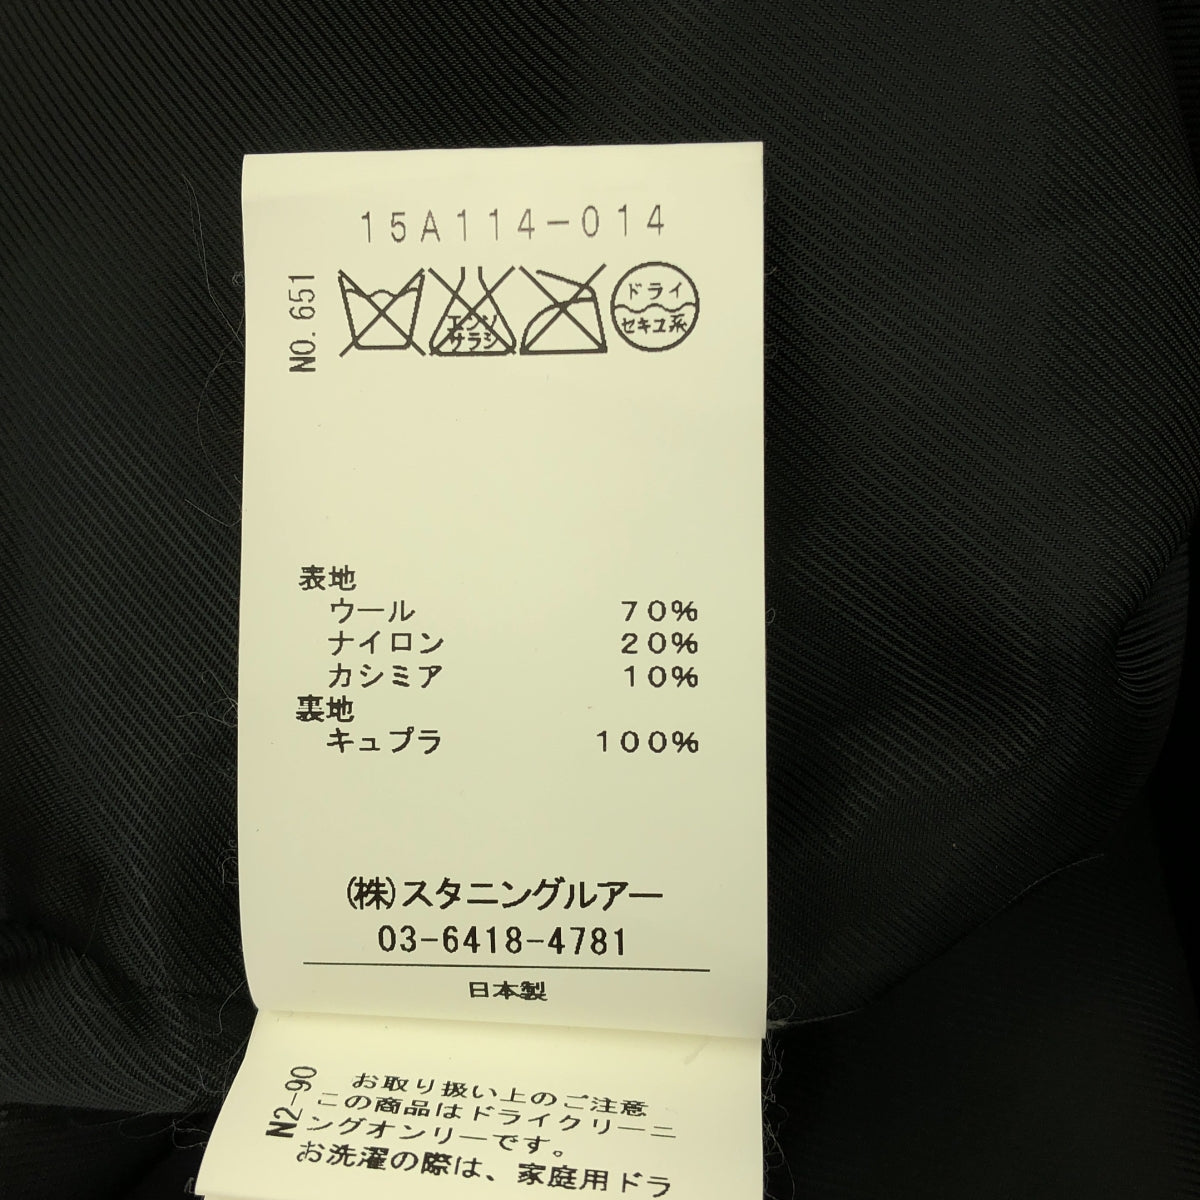 15A114-014
NO.651
エンソ
サラシ
ドライ
セキユ系
表地
ウール 70%
ナイロン 20%
カシミア 10%
裏地
キュプラ 100%
(株)スタニングルアー
03-6418-4781
日本製
N2-90
お取り扱い上のご注意
この商品はドライクリーニ
ングオンリーです。
お洗濯の際は、家庭用ドラ